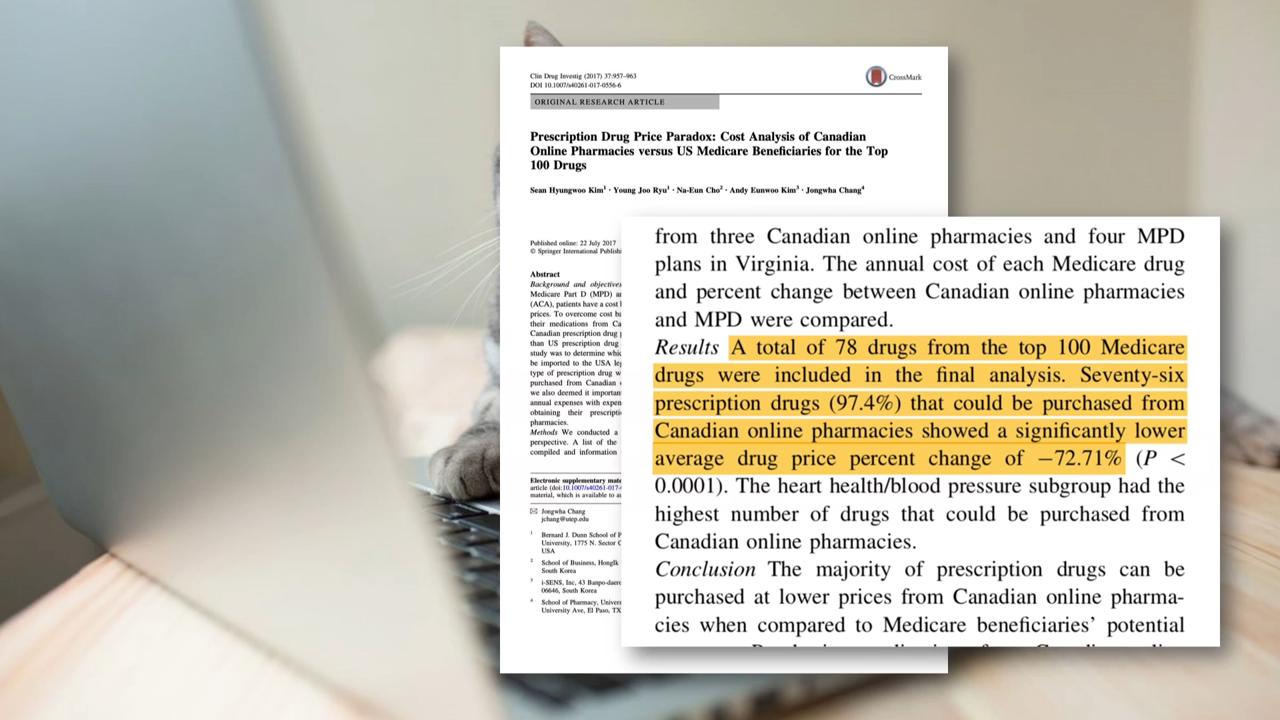 Clin Drug Investig (2017) 37:957–963
DOI 10.1007/s40261-017-0556-6
CrossMark
ORIGINAL RESEARCH ARTICLE
Prescription Drug Price Paradox: Cost Analysis of Canadian
Online Pharmacies versus US Medicare Beneficiaries for the Top
100 Drugs
Sean Hyungwoo Kim1 · Young Joo Ryu1 · Na-Eun Cho2 · Andy Eunwoo Kim3 · Jongwha Chang4
Published online: 22 July 2017
© Springer International
Abstract
Background and objectives
Medicare Part D (MPD)
(ACA), patients have a cost
prices. To overcome cost
their medications from
Canadian prescription drug
than US prescription drug
study was to determine
be imported to the USA
type of prescription drug
purchased from Canadian
we also deemed it important
annual expenses with
obtaining their
pharmacies.
Methods We conducted a
perspective. A list of the
compiled and information
Electronic supplementary
article (doi:10.1007/s40261-017-
material, which is available to
Jongwha Chang
jchang@utep.edu
1 Bernard J. Dunn School of
University, 1775 N. Sector
USA
2 School of Business,
South Korea
3 i-SENS, Inc, 43
06646, South Korea
4 School of Pharmacy,
University Ave, El Paso, TX
from three Canadian online pharmacies and four MPD
plans in Virginia. The annual cost of each Medicare drug
and percent change between Canadian online pharmacies
and MPD were compared.
Results A total of 78 drugs from the top 100 Medicare
drugs were included in the final analysis. Seventy-six
prescription drugs (97.4%) that could be purchased from
Canadian online pharmacies showed a significantly lower
average drug price percent change of −72.71% (P <
0.0001). The heart health/blood pressure subgroup had the
highest number of drugs that could be purchased from
Canadian online pharmacies.
Conclusion The majority of prescription drugs can be
purchased at lower prices from Canadian online pharma-
cies when compared to Medicare beneficiaries’ potential